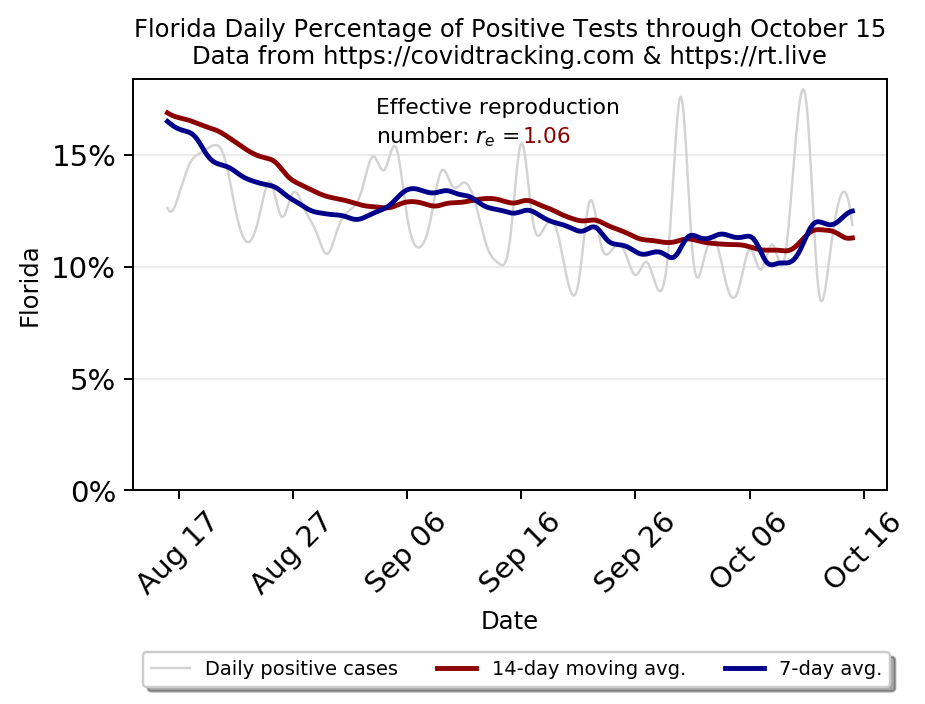 Florida Daily Percentage of Positive Tests through October 15
Data from https://covidtracking.com & https://rt.live
Effective reproduction
number: rₑ =1.06
15%
10%
5%
0%
Florida
Aug 17
Aug 27
Sep 06
Sep 16
Sep 26
Oct 06
Oct 16
Date
Daily positive cases
14-day moving avg.
7-day avg.